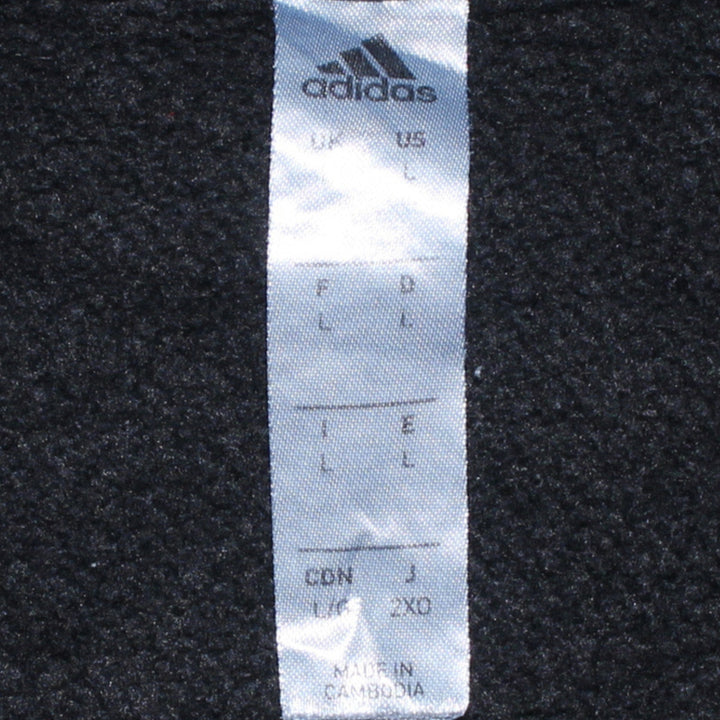 adidas
UK US
L
F D
L L
I E
L L
CDN J
L/G 2XO
MADE IN
CAMBODIA